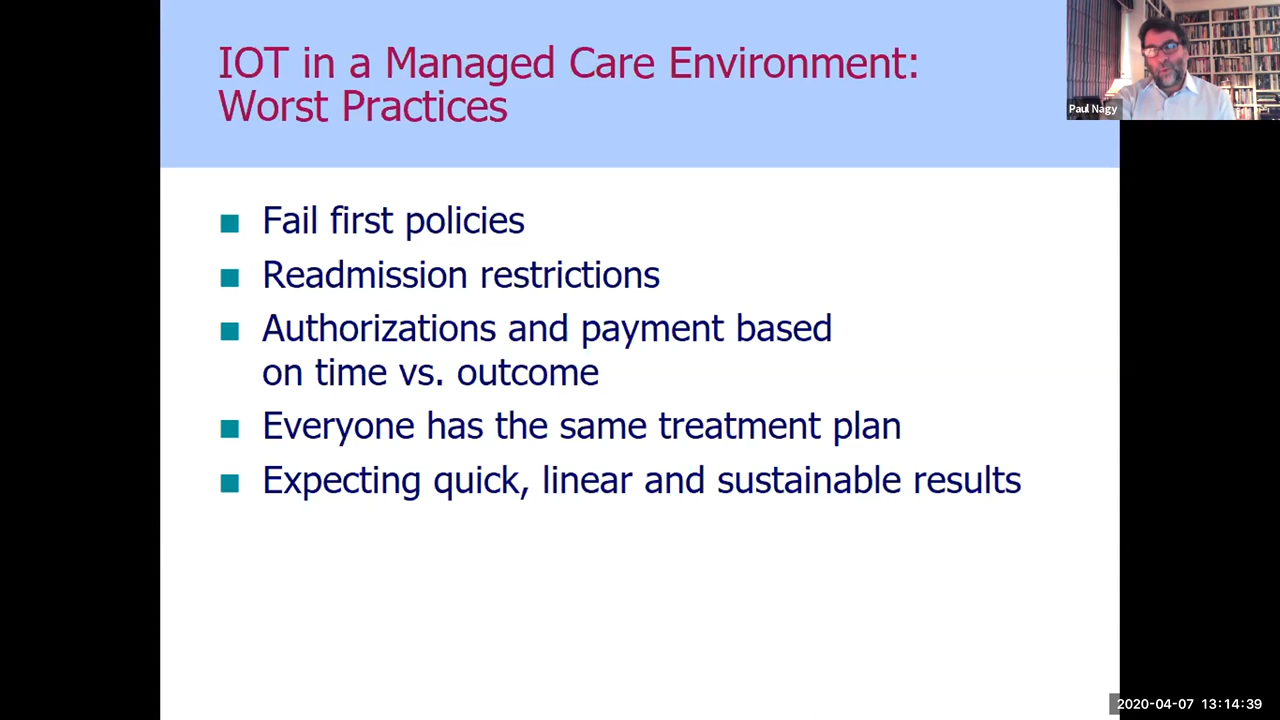 IOT in a Managed Care Environment:
Worst Practices
Paul Nagy
Fail first policies
Readmission restrictions
Authorizations and payment based
on time vs. outcome
Everyone has the same treatment plan
Expecting quick, linear and sustainable results
2020-04-07 13:14:39